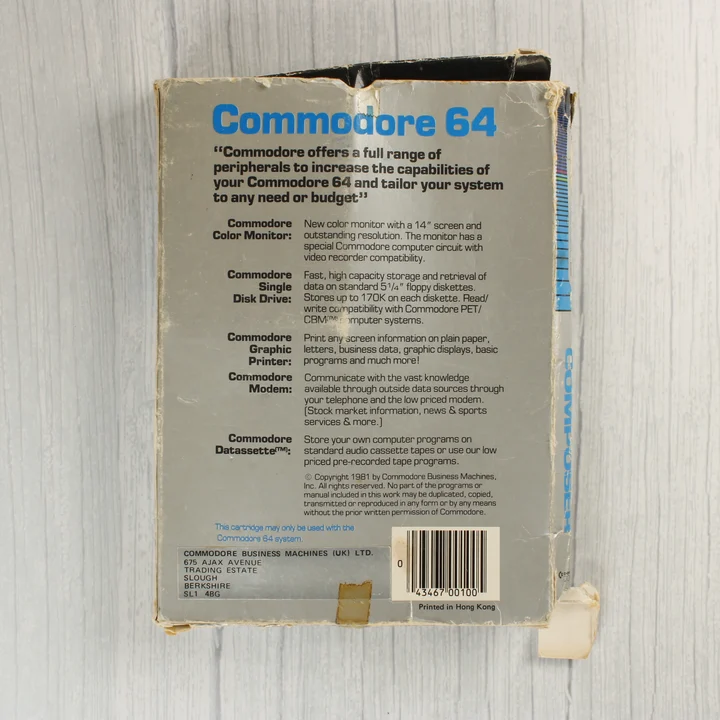 Commodore 64
“Commodore offers a full range of
peripherals to increase the capabilities of
your Commodore 64 and tailor your system
to any need or budget”
Commodore
Color Monitor:
New color monitor with a 14" screen and
outstanding resolution. The monitor has a
special Commodore computer circuit with
video recorder compatibility.
Commodore
Single
Disk Drive:
Fast, high capacity storage and retrieval of
data on standard 5¼" floppy diskettes.
Stores up to 170K on each diskette. Read/
write compatibility with Commodore PET/
CBM™ computer systems.
Commodore
Graphic
Printer:
Print any screen information on plain paper,
letters, business data, graphic displays, basic
programs and much more!
Commodore
Modem:
Communicate with the vast knowledge
available through outside data sources through
your telephone and the low priced modem.
[Stock market information, news & sports
services & more.]
Commodore
Datassette(TM):
Store your own computer programs on
standard audio cassette tapes or use our low
priced pre-recorded tape programs.
© Copyright 1981 by Commodore Business Machines,
Inc. All rights reserved. No part of the programs or
manual included in this work may be duplicated, copied,
transmitted or reproduced in any form or by any means
without the prior written permission of Commodore.
This cartridge may only be used with the
Commodore 64 system
COMMODORE BUSINESS MACHINES (UK) LTD.
675 AJAX AVENUE
TRADING ESTATE
SLOUGH
BERKSHIRE
SL1 4BG
0 43467 00100
Printed in Hong Kong
COMPOSER